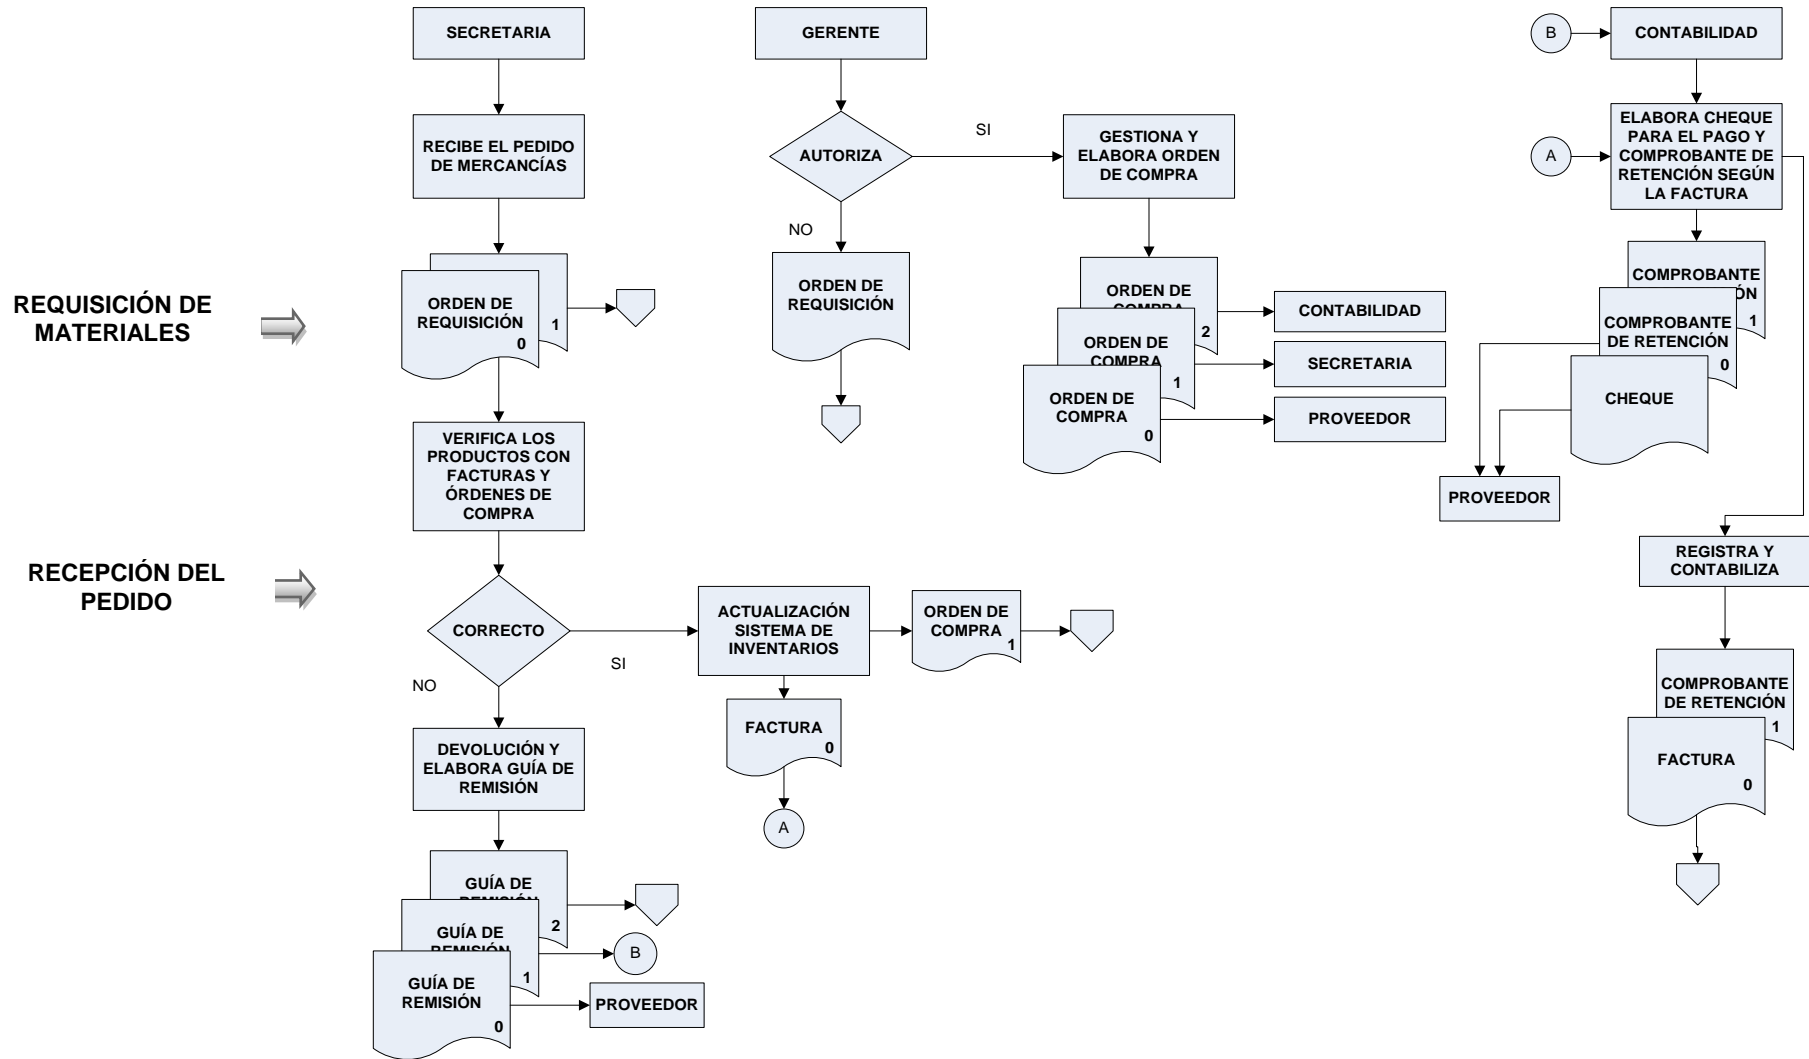 SECRETARIA
RECIBE EL PEDIDO
DE MERCANCÍAS
REQUISICIÓN DE
MATERIALES
ORDEN DE
REQUISICIÓN
0
1
VERIFICA LOS
PRODUCTOS CON
FACTURAS Y
ÓRDENES DE
COMPRA
RECEPCIÓN DEL
PEDIDO
CORRECTO
SI
NO
ACTUALIZACIÓN
SISTEMA DE
INVENTARIOS
ORDEN DE
COMPRA
1
FACTURA
0
A
DEVOLUCIÓN Y
ELABORA GUÍA DE
REMISIÓN
GUÍA DE
REMISIÓN
2
GUÍA DE
REMISIÓN
1
B
GUÍA DE
REMISIÓN
0
PROVEEDOR
GERENTE
AUTORIZA
SI
NO
ORDEN DE
REQUISICIÓN
GESTIONA Y
ELABORA ORDEN
DE COMPRA
ORDEN DE
COMPRA
2
CONTABILIDAD
ORDEN DE
COMPRA
1
SECRETARIA
ORDEN DE
COMPRA
0
PROVEEDOR
B
CONTABILIDAD
A
ELABORA CHEQUE
PARA EL PAGO Y
COMPROBANTE DE
RETENCIÓN SEGÚN
LA FACTURA
COMPROBANTE
ÓN
1
COMPROBANTE
DE RETENCIÓN
0
CHEQUE
PROVEEDOR
REGISTRA Y
CONTABILIZA
COMPROBANTE
DE RETENCIÓN
1
FACTURA
0